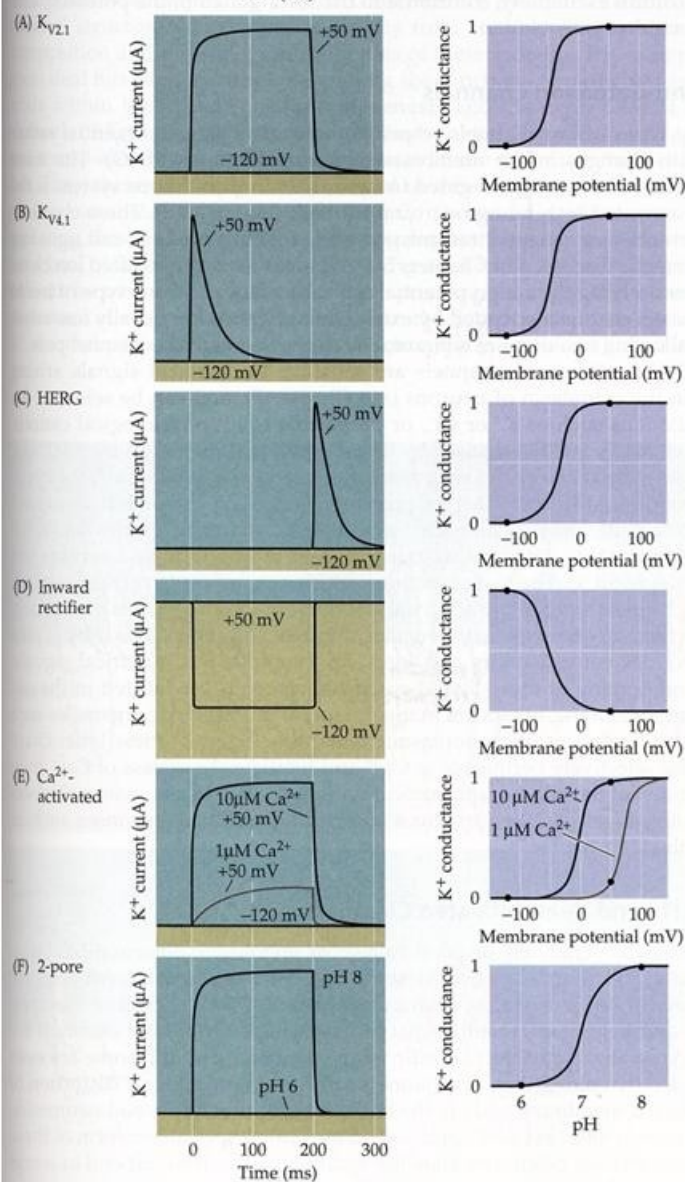 (A) Kv2.1
K+ current (µA)
+50 mV
−120 mV
K+ conductance
1
0
−100 0 100
Membrane potential (mV)
(B) Kv4.1
K+ current (µA)
+50 mV
−120 mV
K+ conductance
1
0
−100 0 100
Membrane potential (mV)
(C) HERG
K+ current (µA)
+50 mV
−120 mV
K+ conductance
1
0
−100 0 100
Membrane potential (mV)
(D) Inward
rectifier
K+ current (µA)
+50 mV
−120 mV
K+ conductance
1
0
−100 0 100
Membrane potential (mV)
(E) Ca2+-
activated
K+ current (µA)
10µM Ca2+
+50 mV
1µM Ca2+
+50 mV
−120 mV
K+ conductance
1
0
10 µM Ca2+
1 µM Ca2+
−100 0 100
Membrane potential (mV)
(F) 2-pore
K+ current (µA)
pH 8
pH 6
0 100 200 300
Time (ms)
K+ conductance
1
0
6 7 8
pH